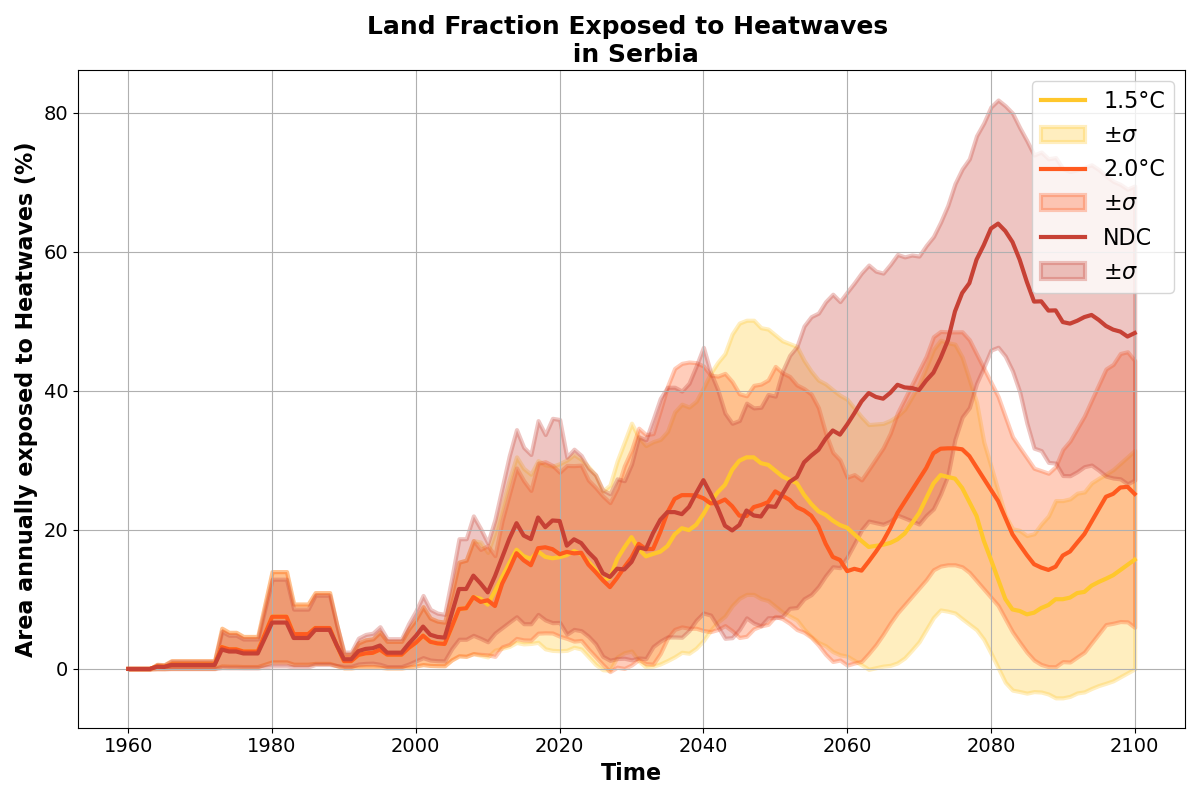 Land Fraction Exposed to Heatwaves
in Serbia
Area annually exposed to Heatwaves (%)
80
60
40
20
0
1960
1980
2000
2020
2040
2060
2080
2100
Time
1.5°C
±σ
2.0°C
±σ
NDC
±σ